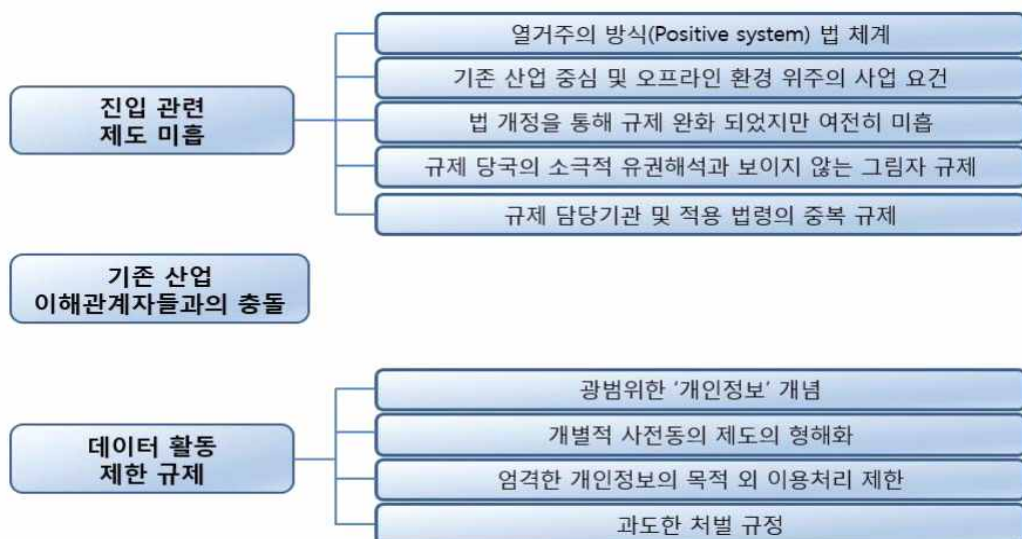 진입 관련
제도 미흡
열거주의 방식(Positive system) 법 체계
기존 산업 중심 및 오프라인 환경 위주의 사업 요건
법 개정을 통해 규제 완화 되었지만 여전히 미흡
규제 당국의 소극적 유권해석과 보이지 않는 그림자 규제
규제 담당기관 및 적용 법령의 중복 규제
기존 산업
이해관계자들과의 충돌
데이터 활동
제한 규제
광범위한 ‘개인정보’ 개념
개별적 사전동의 제도의 형해화
엄격한 개인정보의 목적 외 이용처리 제한
과도한 처벌 규정